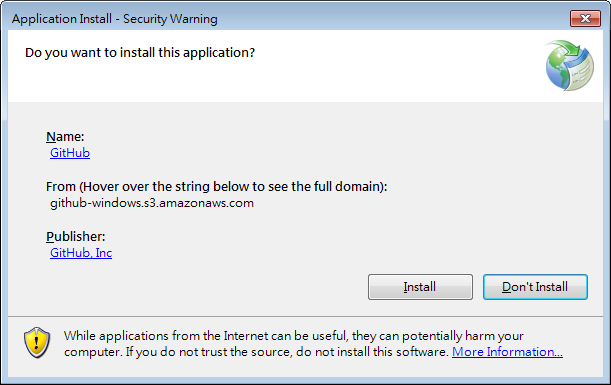 Application Install - Security Warning
Do you want to install this application?
Name:
GitHub
From (Hover over the string below to see the full domain):
github-windows.s3.amazonaws.com
Publisher:
GitHub, Inc
Install
Don't Install
While applications from the Internet can be useful, they can potentially harm your
computer. If you do not trust the source, do not install this software. More Information...